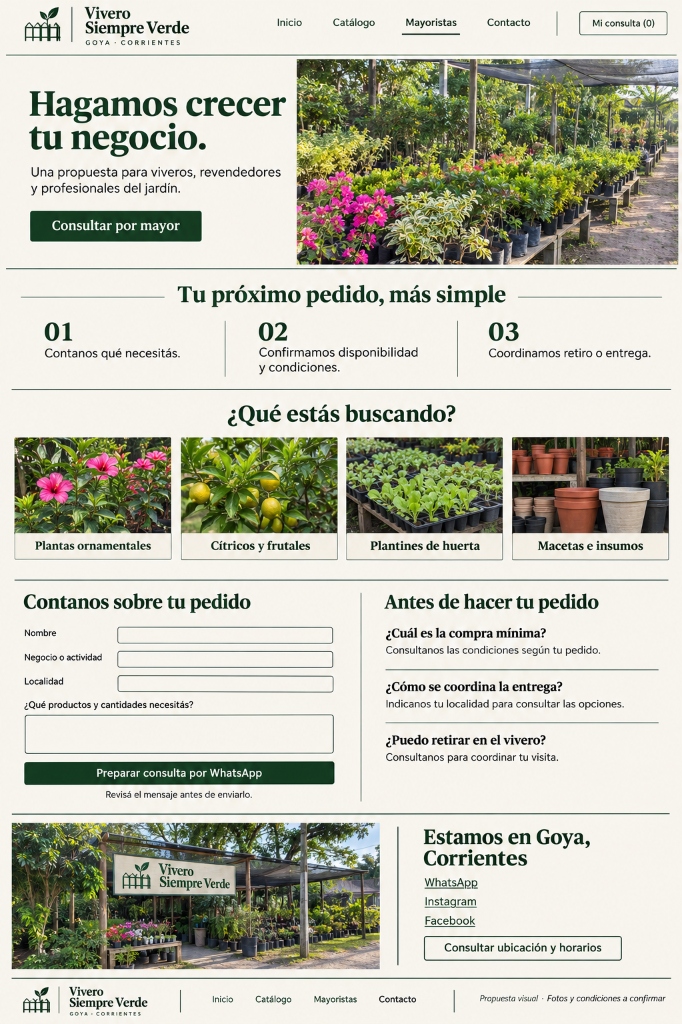 Vivero
Siempre Verde
GOYA · CORRIENTES
Inicio
Catálogo
Mayoristas
Contacto
Mi consulta (0)
Hagamos crecer
tu negocio.
Una propuesta para viveros, revendedores
y profesionales del jardín.
Consultar por mayor
Tu próximo pedido, más simple
01
Contanos qué necesitás.
02
Confirmamos disponibilidad
y condiciones.
03
Coordinamos retiro o entrega.
¿Qué estás buscando?
Plantas ornamentales
Cítricos y frutales
Plantines de huerta
Macetas e insumos
Contanos sobre tu pedido
Nombre
Negocio o actividad
Localidad
¿Qué productos y cantidades necesitás?
Preparar consulta por WhatsApp
Revisá el mensaje antes de enviarlo.
Antes de hacer tu pedido
¿Cuál es la compra mínima?
Consultanos las condiciones según tu pedido.
¿Cómo se coordina la entrega?
Indicanos tu localidad para consultar las opciones.
¿Puedo retirar en el vivero?
Consultanos para coordinar tu visita.
Vivero
Siempre Verde
Estamos en Goya,
Corrientes
WhatsApp
Instagram
Facebook
Consultar ubicación y horarios
Vivero
Siempre Verde
GOYA · CORRIENTES
Inicio
Catálogo
Mayoristas
Contacto
Propuesta visual · Fotos y condiciones a confirmar